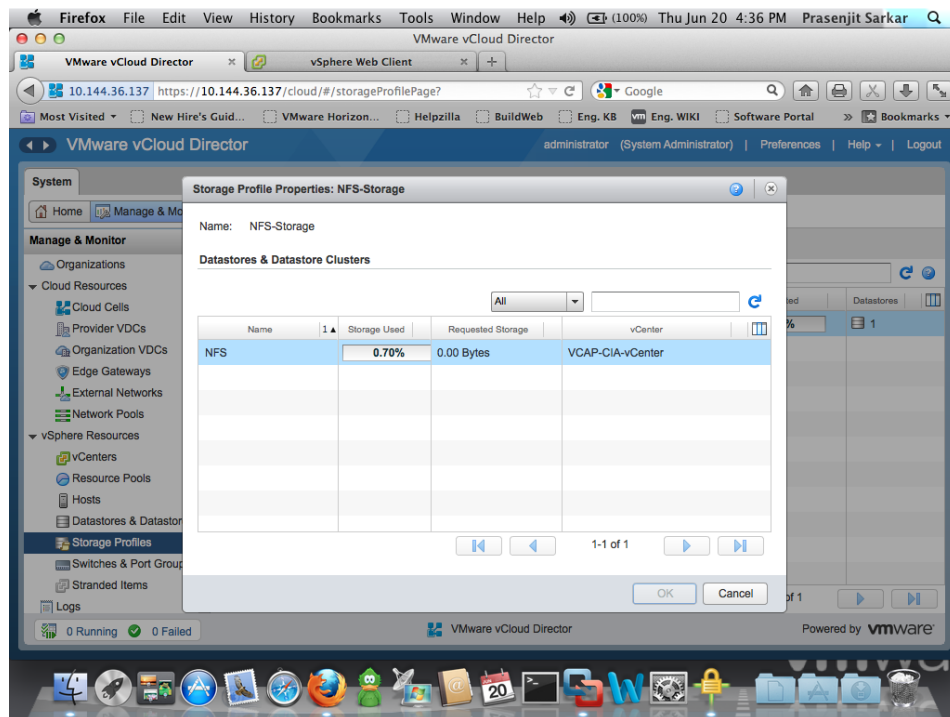 Firefox File Edit View History Bookmarks Tools Window Help (100%) Thu Jun 20 4:36 PM Prasenjit Sarkar
VMware vCloud Director
VMware vCloud Director vSphere Web Client
10.144.36.137 https://10.144.36.137/cloud/#/storageProfilePage? Google
Most Visited New Hire's Guid... VMware Horizon... Helpzilla BuildWeb Eng. KB vm Eng. WIKI Software Portal » Bookmarks
VMware vCloud Director administrator (System Administrator) | Preferences | Help | Logout
System
Storage Profile Properties: NFS-Storage
Home Manage & Mo
Name: NFS-Storage
Manage & Monitor
Datastores & Datastore Clusters
Organizations
Cloud Resources
All
Cloud Cells
Name 1 Storage Used Requested Storage vCenter
ted Datastores
Provider VDCs
% 1
Organization VDCs
NFS 0.70% 0.00 Bytes VCAP-CIA-vCenter
Edge Gateways
External Networks
Network Pools
vSphere Resources
vCenters
Resource Pools
Hosts
Datastores & Datastor
Storage Profiles
1-1 of 1
Switches & Port Group
Stranded Items
OK Cancel
Logs
of 1
0 Running 0 Failed VMware vCloud Director Powered by vmware
20